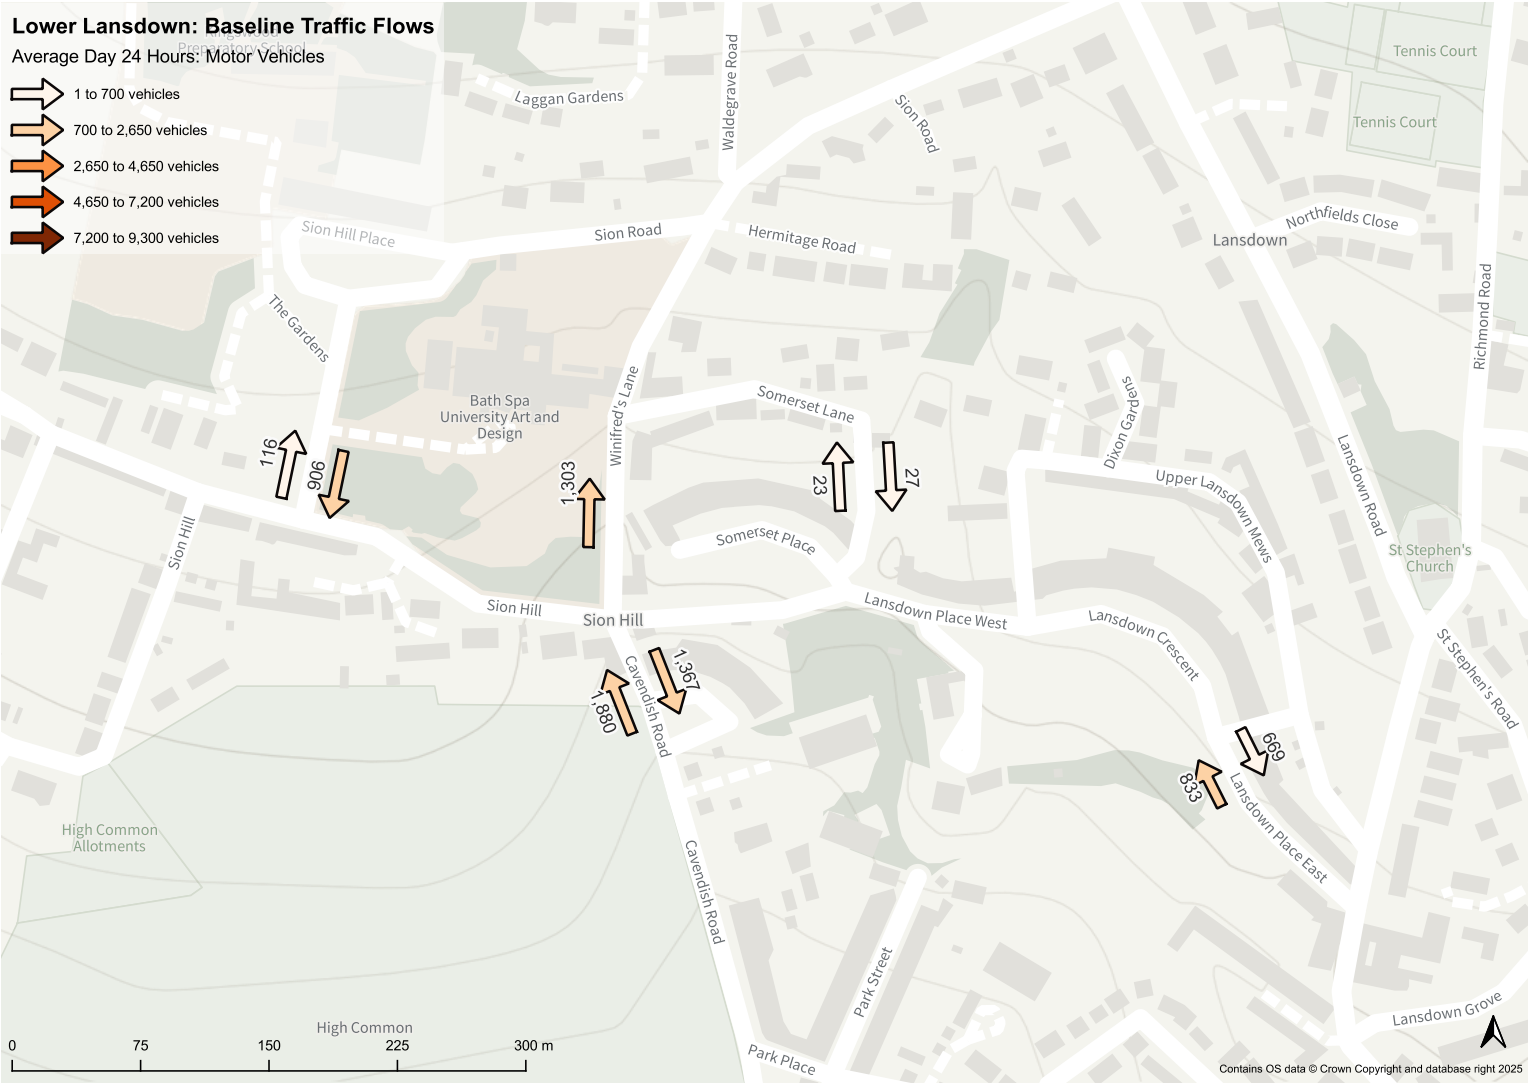 Lower Lansdown: Baseline Traffic Flows
Kingswood
Preparatory School
Average Day 24 Hours: Motor Vehicles
1 to 700 vehicles
700 to 2,650 vehicles
2,650 to 4,650 vehicles
4,650 to 7,200 vehicles
7,200 to 9,300 vehicles
Laggan Gardens
Waldegrave Road
Sion Road
Tennis Court
Tennis Court
Northfields Close
Lansdown
Sion Hill Place
Sion Road
Hermitage Road
Richmond Road
The Gardens
Winifred's Lane
Bath Spa
University Art and
Design
Somerset Lane
Dixon Gardens
Upper Lansdown Mews
Lansdown Road
116
906
1,303
23
27
Somerset Place
St Stephen's
Church
Sion Hill
Sion Hill
Sion Hill
Lansdown Place West
Lansdown Crescent
St Stephen's Road
Cavendish Road
1,880
1,367
669
833
Lansdown Place East
High Common
Allotments
Cavendish Road
Park Street
High Common
Lansdown Grove
Park Place
0 75 150 225 300 m
Contains OS data © Crown Copyright and database right 2025